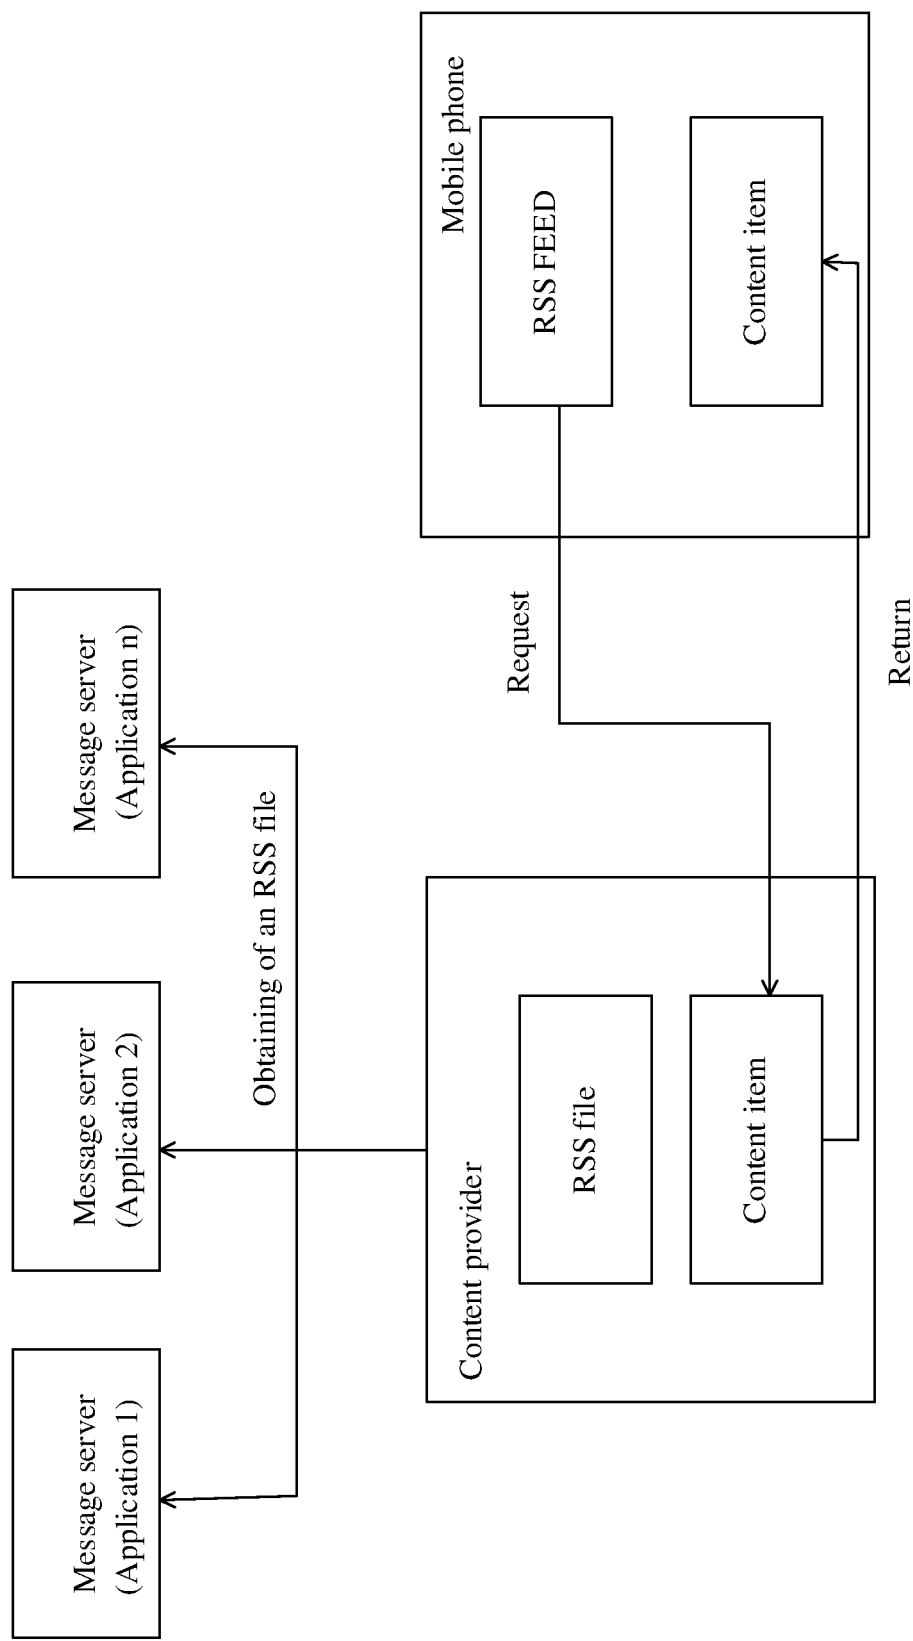 Message server
(Application 1)
Message server
(Application 2)
Message server
(Application n)
Obtaining of an RSS file
Content provider
RSS file
Content item
Request
Return
Mobile phone
RSS FEED
Content item